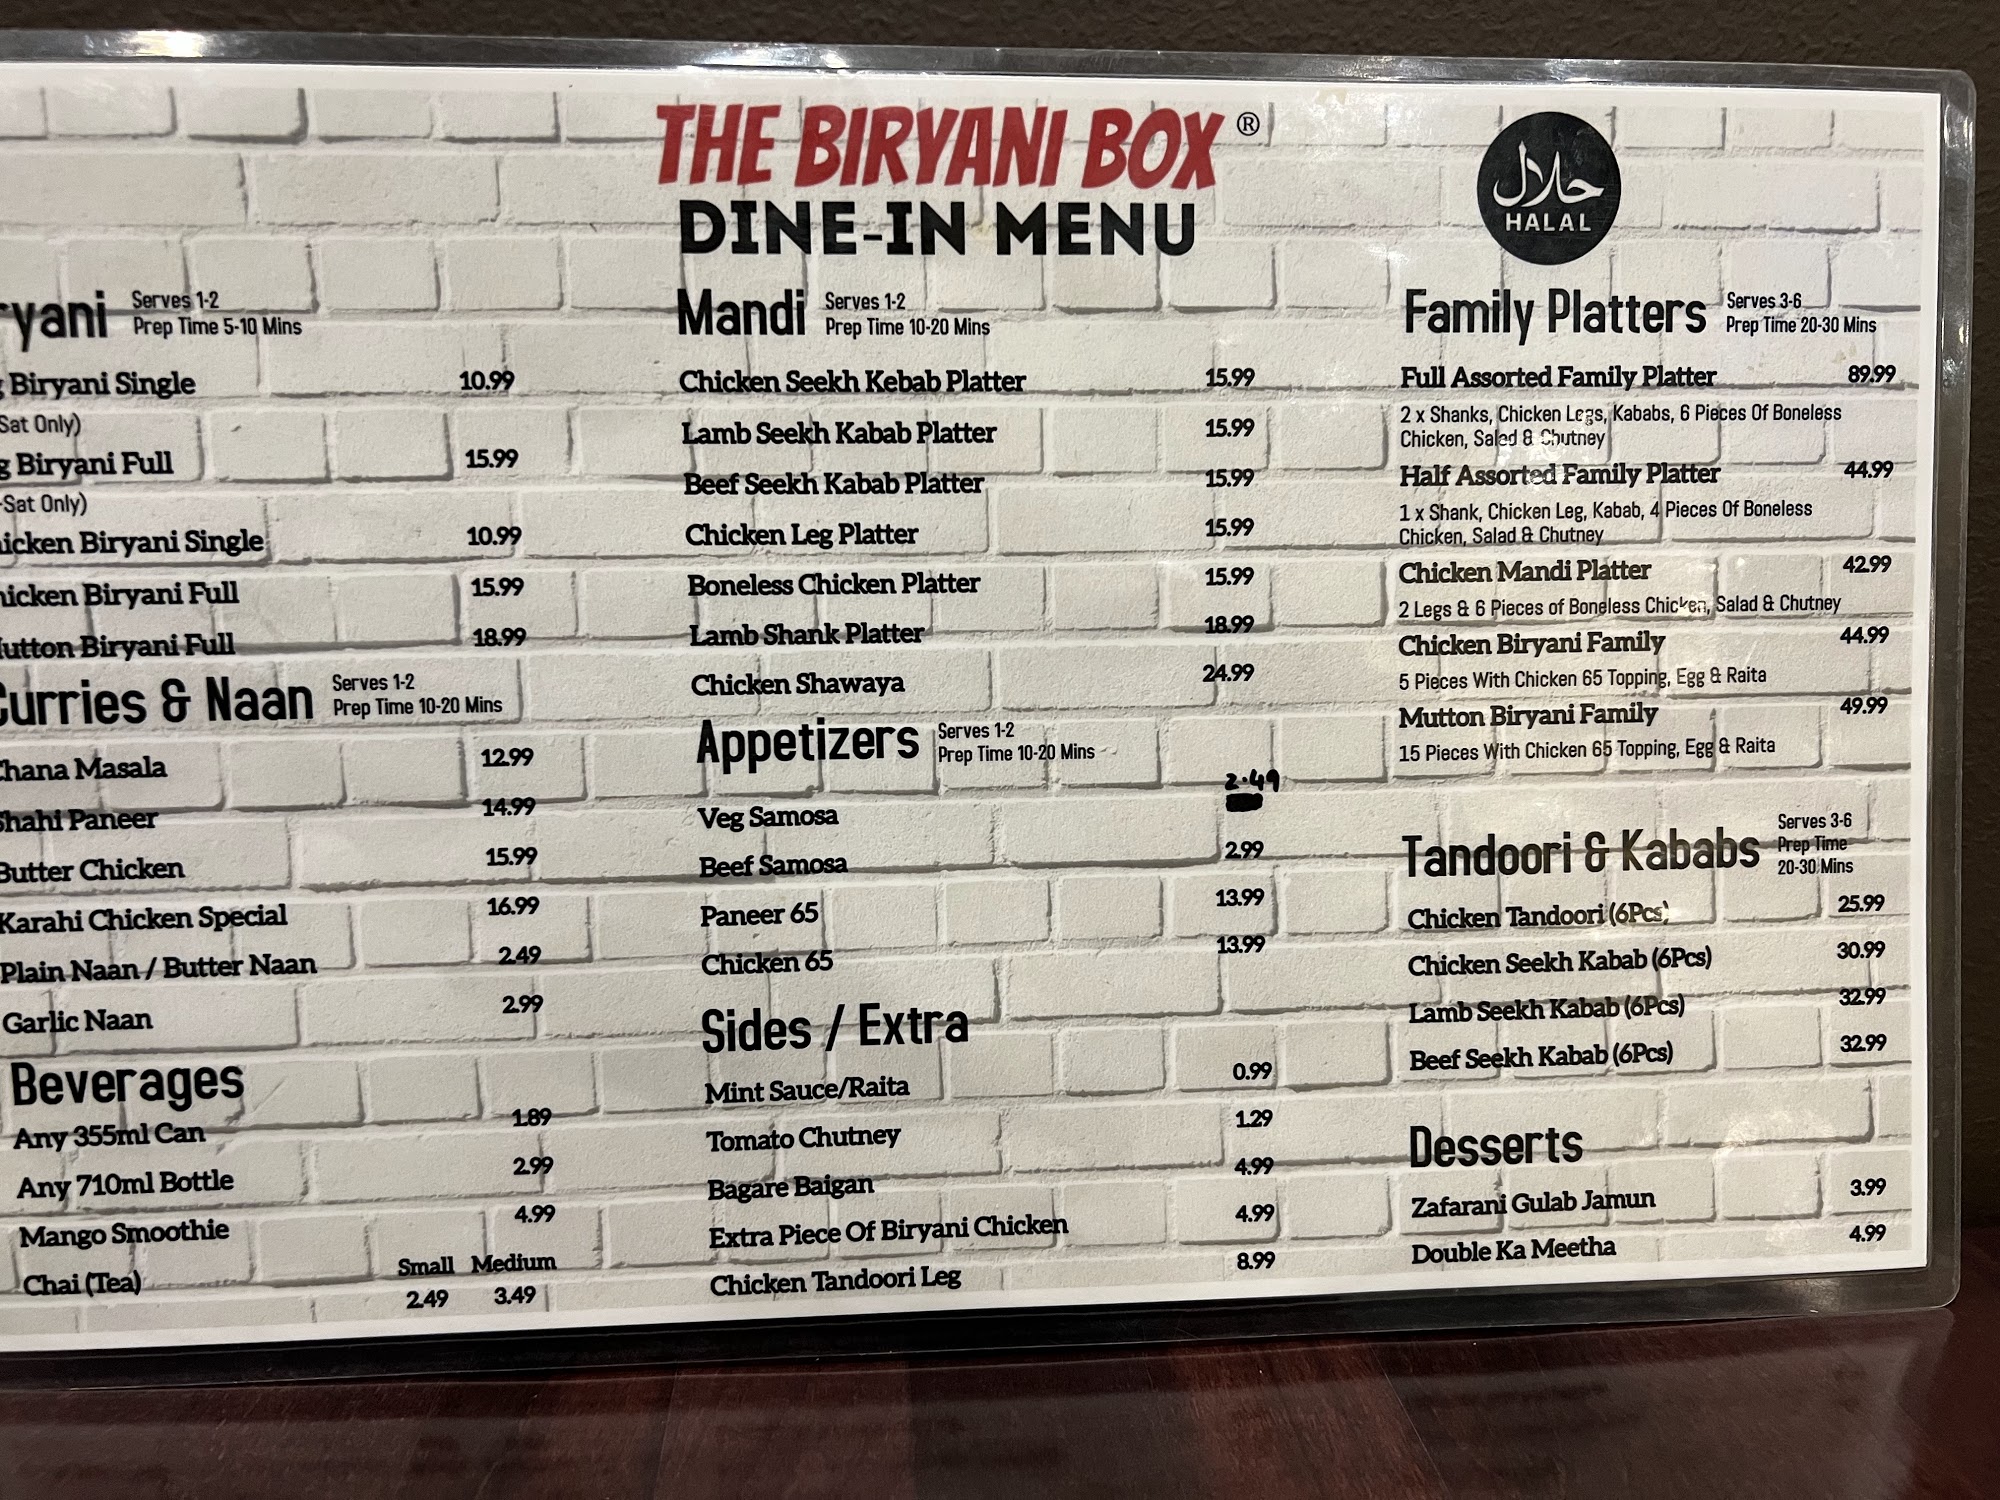 THE BIRYANI BOX ®
DINE-IN MENU
حلال
HALAL
ryani Serves 1-2
Prep Time 5-10 Mins
g Biryani Single 10.99
Sat Only)
g Biryani Full 15.99
-Sat Only)
hicken Biryani Single 10.99
hicken Biryani Full 15.99
Mutton Biryani Full 18.99
Curries & Naan Serves 1-2
Prep Time 10-20 Mins
Chana Masala 12.99
Shahi Paneer 14.99
Butter Chicken 15.99
Karahi Chicken Special 16.99
Plain Naan / Butter Naan 2.49
Garlic Naan 2.99
Beverages
Any 355ml Can 1.89
Any 710ml Bottle 2.99
Mango Smoothie 4.99
Small Medium
Chai (Tea) 2.49 3.49
Mandi Serves 1-2
Prep Time 10-20 Mins
Chicken Seekh Kebab Platter 15.99
Lamb Seekh Kabab Platter 15.99
Beef Seekh Kabab Platter 15.99
Chicken Leg Platter 15.99
Boneless Chicken Platter 15.99
Lamb Shank Platter 18.99
Chicken Shawaya 24.99
Appetizers Serves 1-2
Prep Time 10-20 Mins
Veg Samosa 2.49
Beef Samosa 2.99
Paneer 65 13.99
Chicken 65 13.99
Sides / Extra
Mint Sauce/Raita 0.99
Tomato Chutney 1.29
Bagare Baigan 4.99
Extra Piece Of Biryani Chicken 4.99
Chicken Tandoori Leg 8.99
Family Platters Serves 3-6
Prep Time 20-30 Mins
Full Assorted Family Platter 89.99
2 x Shanks, Chicken Legs, Kababs, 6 Pieces Of Boneless
Chicken, Salad & Chutney
Half Assorted Family Platter 44.99
1 x Shank, Chicken Leg, Kabab, 4 Pieces Of Boneless
Chicken, Salad & Chutney
Chicken Mandi Platter 42.99
2 Legs & 6 Pieces of Boneless Chicken, Salad & Chutney
Chicken Biryani Family 44.99
5 Pieces With Chicken 65 Topping, Egg & Raita
Mutton Biryani Family 49.99
15 Pieces With Chicken 65 Topping, Egg & Raita
Tandoori & Kababs Serves 3-6
Prep Time
20-30 Mins
Chicken Tandoori (6Pcs) 25.99
Chicken Seekh Kabab (6Pcs) 30.99
Lamb Seekh Kabab (6Pcs) 32.99
Beef Seekh Kabab (6Pcs) 32.99
Desserts
Zafarani Gulab Jamun 3.99
Double Ka Meetha 4.99